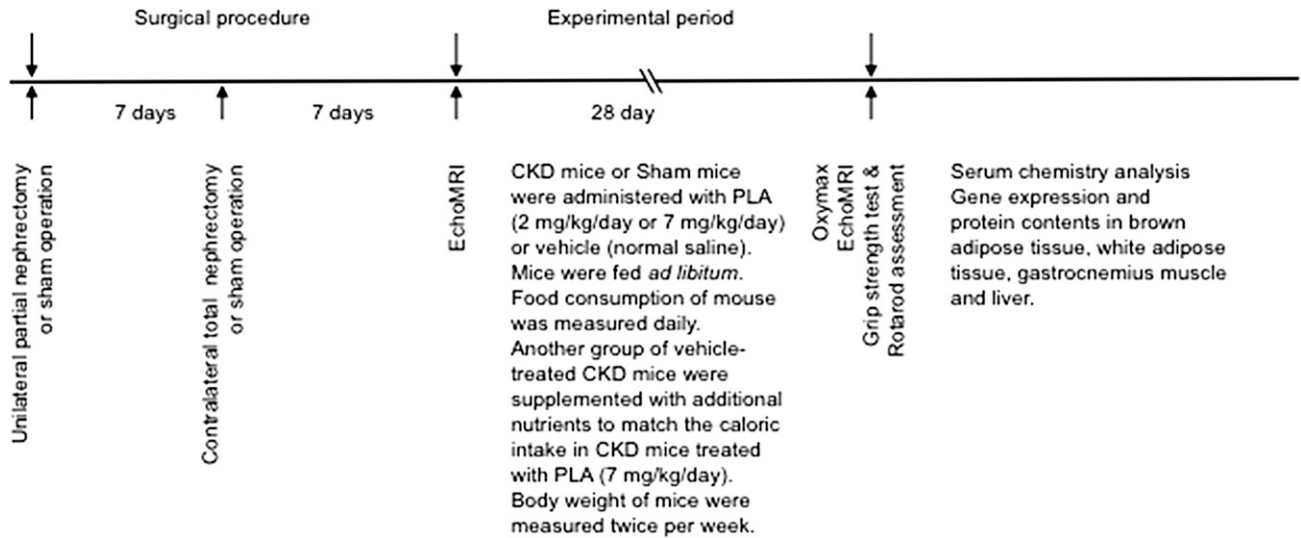 Surgical procedure
Experimental period
7 days
7 days
28 day
Unilateral partial nephrectomy
or sham operation
Contralateral total nephrectomy
or sham operation
EchoMRI
CKD mice or Sham mice
were administered with PLA
(2 mg/kg/day or 7 mg/kg/day)
or vehicle (normal saline).
Mice were fed ad libitum.
Food consumption of mouse
was measured daily.
Another group of vehicle-
treated CKD mice were
supplemented with additional
nutrients to match the caloric
intake in CKD mice treated
with PLA (7 mg/kg/day).
Body weight of mice were
measured twice per week.
Oxymax
EchoMRI
Grip strength test &
Rotarod assessment
Serum chemistry analysis
Gene expression and
protein contents in brown
adipose tissue, white adipose
tissue, gastrocnemius muscle
and liver.